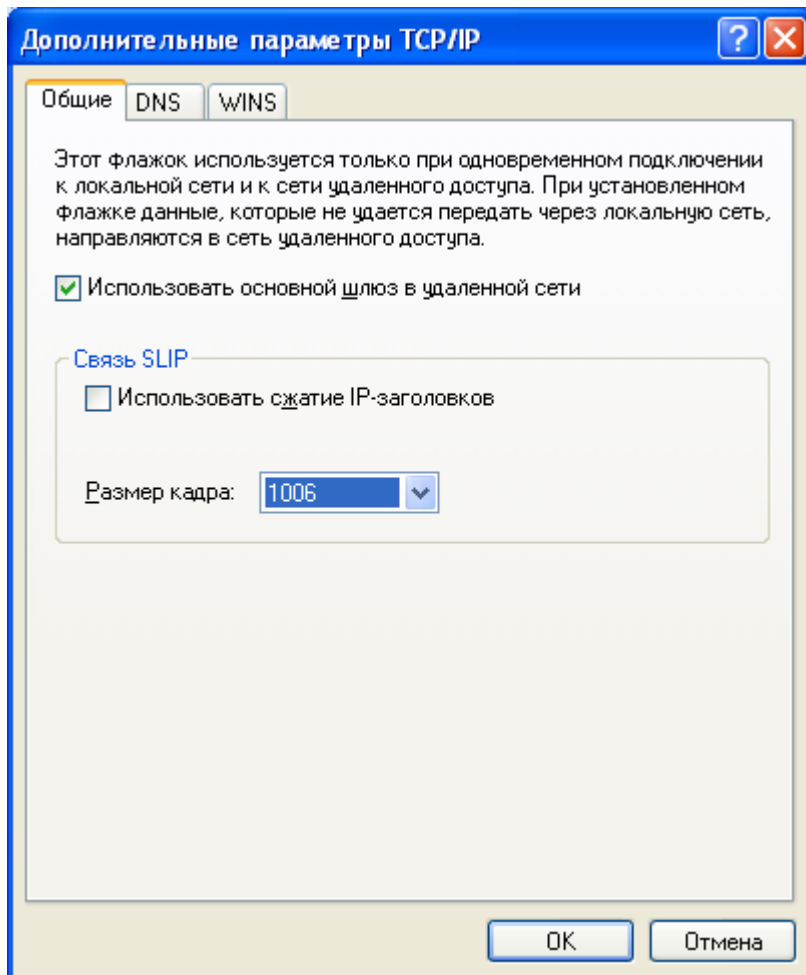 Дополнительные параметры TCP/IP
Общие DNS WINS
Этот флажок используется только при одновременном подключении
к локальной сети и к сети удаленного доступа. При установленном
флажке данные, которые не удается передать через локальную сеть,
направляются в сеть удаленного доступа.
Использовать основной шлюз в удаленной сети
Связь SLIP
Использовать сжатие IP-заголовков
Размер кадра: 1006
OK Отмена